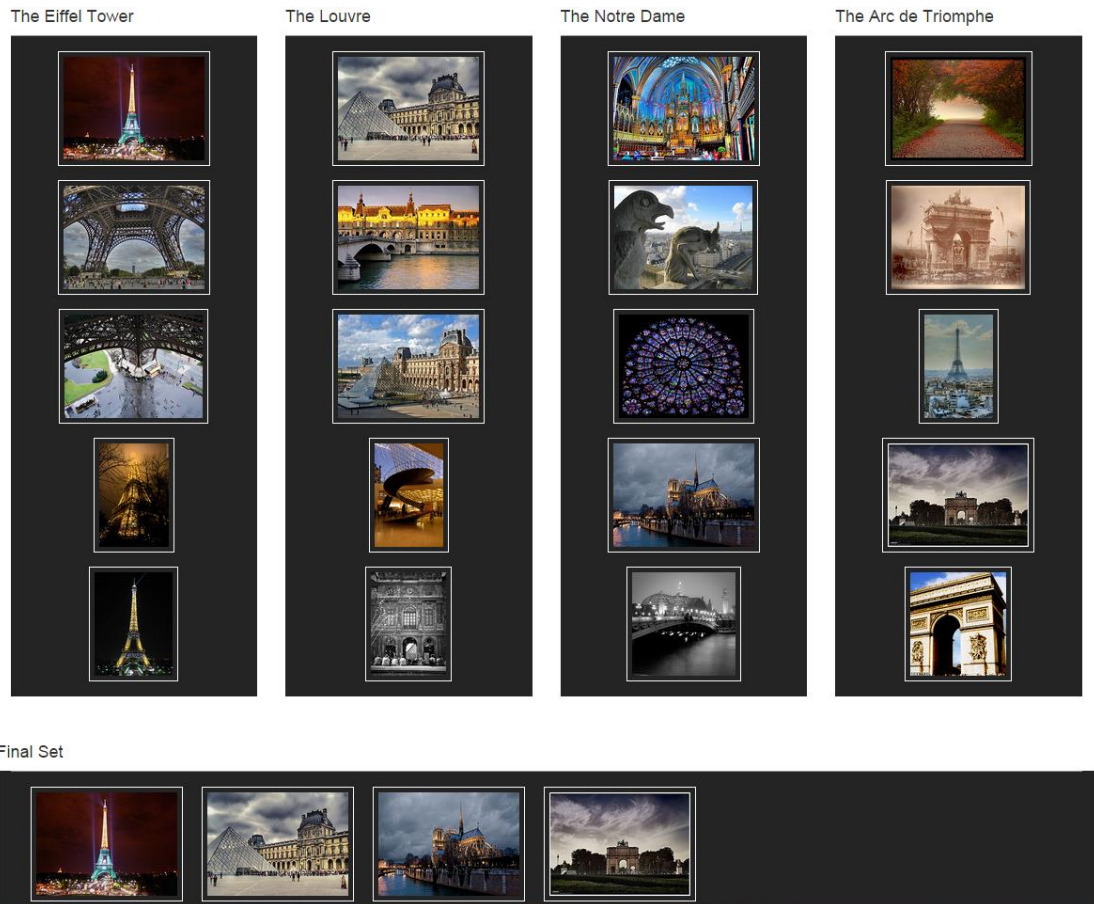 The Eiffel Tower
The Louvre
The Notre Dame
The Arc de Triomphe
Final Set